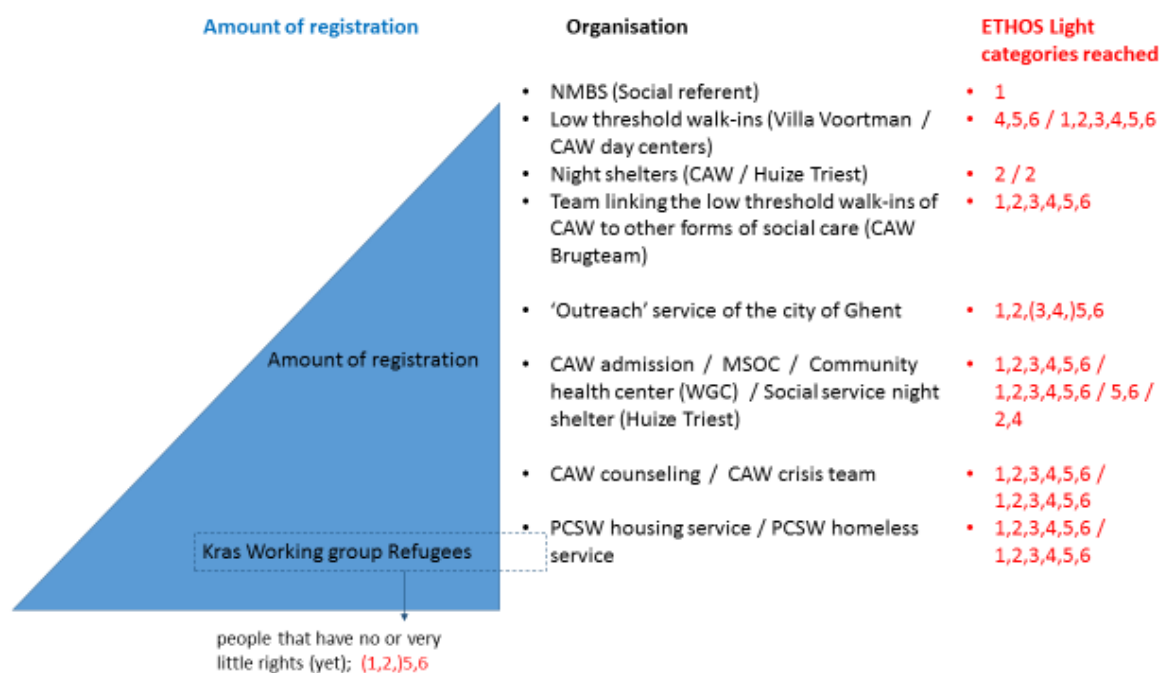 Amount of registration
Organisation
ETHOS Light
categories reached
• NMBS (Social referent)
• 1
• Low threshold walk-ins (Villa Voortman /
CAW day centers)
• 4,5,6 / 1,2,3,4,5,6
• Night shelters (CAW / Huize Triest)
• 2 / 2
• Team linking the low threshold walk-ins of
CAW to other forms of social care (CAW
Brugteam)
• 1,2,3,4,5,6
• ‘Outreach’ service of the city of Ghent
• 1,2,(3,4,)5,6
Amount of registration
• CAW admission / MSOC / Community
health center (WGC) / Social service night
shelter (Huize Triest)
• 1,2,3,4,5,6 /
1,2,3,4,5,6 / 5,6 /
2,4
• CAW counseling / CAW crisis team
• 1,2,3,4,5,6 /
1,2,3,4,5,6
• PCSW housing service / PCSW homeless
service
• 1,2,3,4,5,6 /
1,2,3,4,5,6
Kras Working group Refugees
people that have no or very
little rights (yet); (1,2,)5,6